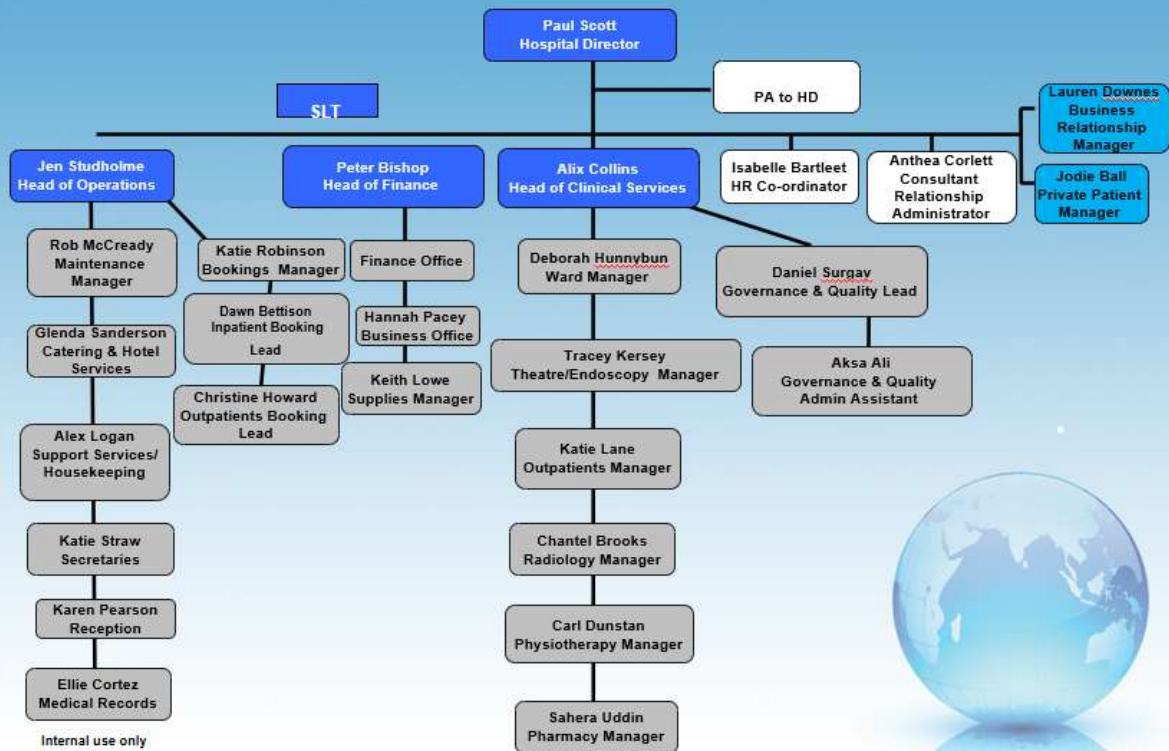 Paul Scott
Hospital Director
PA to HD
SLT
Lauren Downes
Business
Relationship
Manager
Jodie Ball
Private Patient
Manager
Jen Studholme
Head of Operations
Peter Bishop
Head of Finance
Alix Collins
Head of Clinical Services
Isabelle Bartleet
HR Co-ordinator
Anthea Corlett
Consultant
Relationship
Administrator
Rob McCready
Maintenance
Manager
Glenda Sanderson
Catering & Hotel
Services
Alex Logan
Support Services/
Housekeeping
Katie Straw
Secretaries
Karen Pearson
Reception
Ellie Cortez
Medical Records
Katie Robinson
Bookings Manager
Dawn Bettison
Inpatient Booking
Lead
Christine Howard
Outpatients Booking
Lead
Finance Office
Hannah Pacey
Business Office
Keith Lowe
Supplies Manager
Deborah Hunnybun
Ward Manager
Tracey Kersey
Theatre/Endoscopy Manager
Katie Lane
Outpatients Manager
Chantel Brooks
Radiology Manager
Carl Dunstan
Physiotherapy Manager
Sahera Uddin
Pharmacy Manager
Daniel Surgav
Governance & Quality Lead
Aksa Ali
Governance & Quality
Admin Assistant
Internal use only